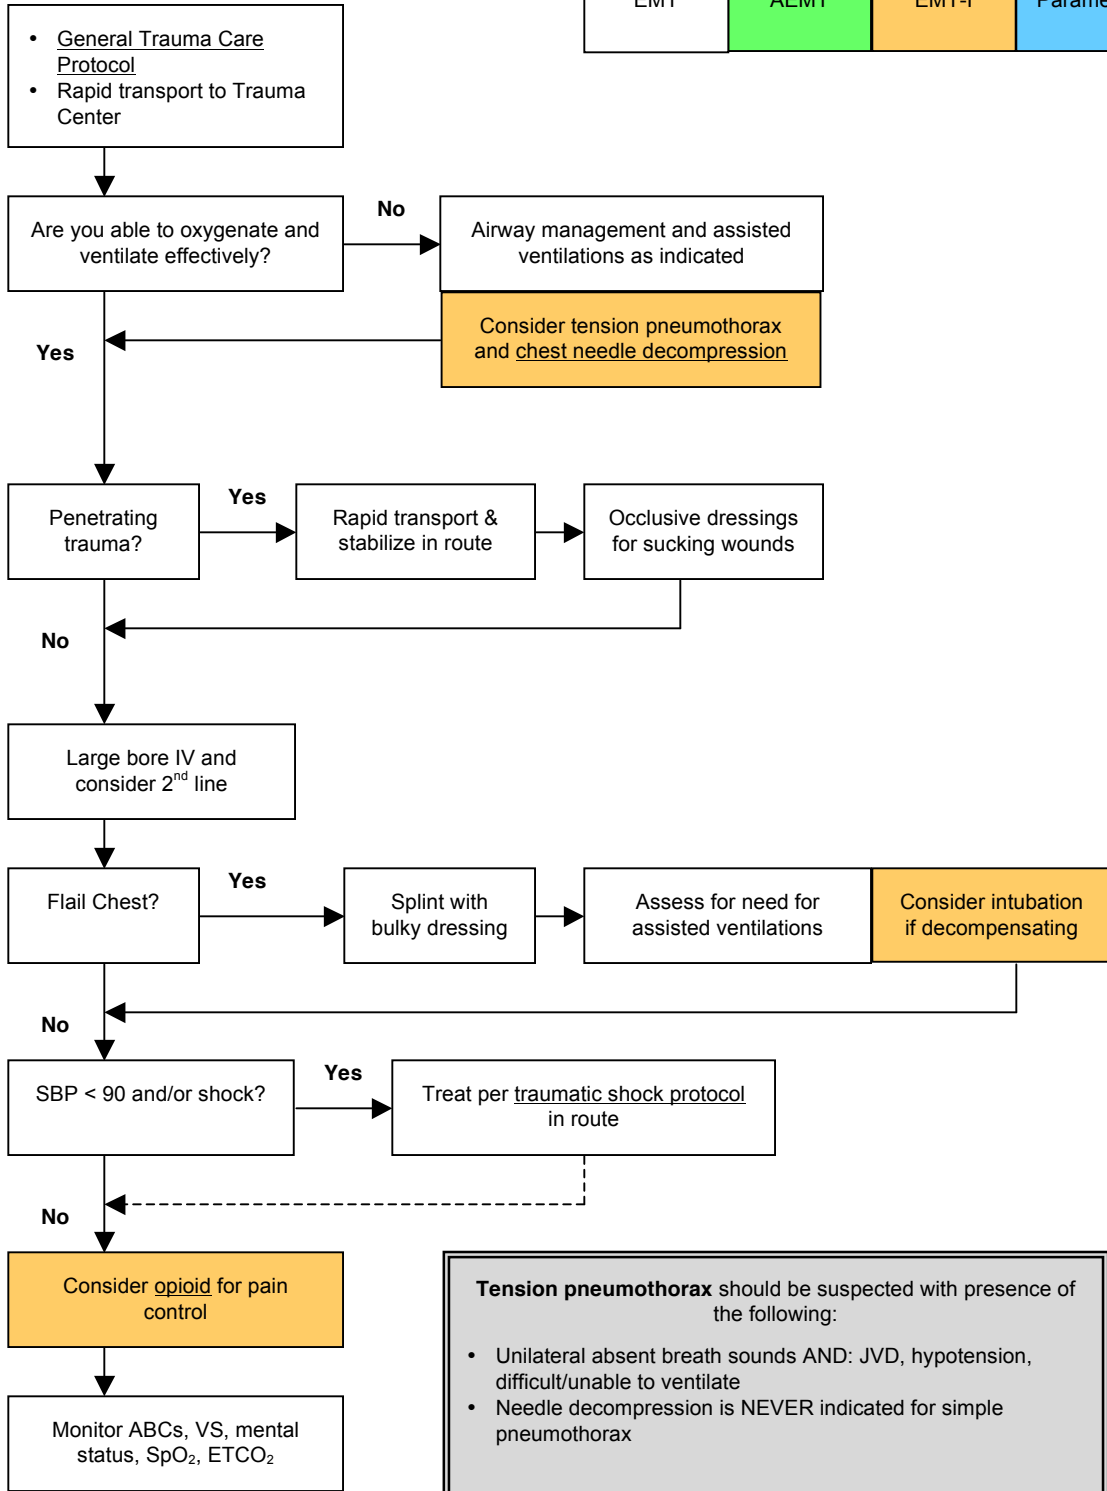 EMT
AEMT
EMT-I
• General Trauma Care
Protocol
• Rapid transport to Trauma
Center
Are you able to oxygenate and
ventilate effectively?
No
Airway management and assisted
ventilations as indicated
Consider tension pneumothorax
and chest needle decompression
Yes
Penetrating
trauma?
Yes
Rapid transport &
stabilize in route
Occlusive dressings
for sucking wounds
No
Large bore IV and
consider 2nd line
Flail Chest?
Yes
Splint with
bulky dressing
Assess for need for
assisted ventilations
Consider intubation
if decompensating
No
SBP < 90 and/or shock?
Yes
Treat per traumatic shock protocol
in route
No
Consider opioid for pain
control
Monitor ABCs, VS, mental
status, SpO₂, ETCO₂
Tension pneumothorax should be suspected with presence of
the following:
• Unilateral absent breath sounds AND: JVD, hypotension,
difficult/unable to ventilate
• Needle decompression is NEVER indicated for simple
pneumothorax